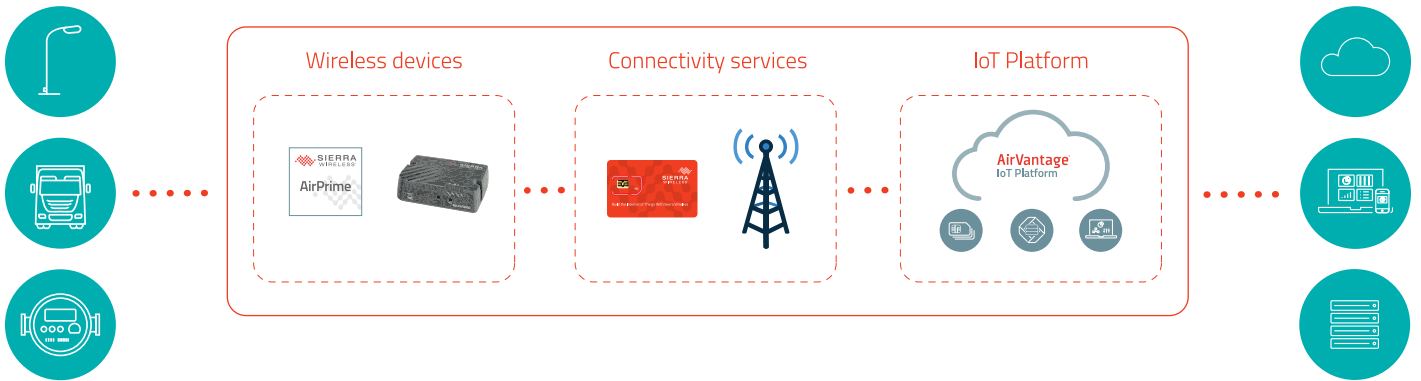 Wireless devices
Connectivity services
IoT Platform
SIERRA
WIRELESS
AirPrime
SIERRA
WIRELESS
AirVantage
IoT Platform